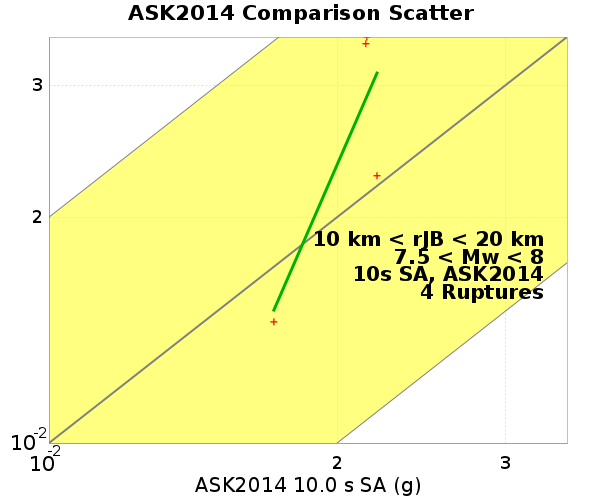 ASK2014 Comparison Scatter
3
2
10 km < rJB < 20 km
7.5 < Mw < 8
10s SA, ASK2014
4 Ruptures
10-2
10-2
2
3
ASK2014 10.0 s SA (g)